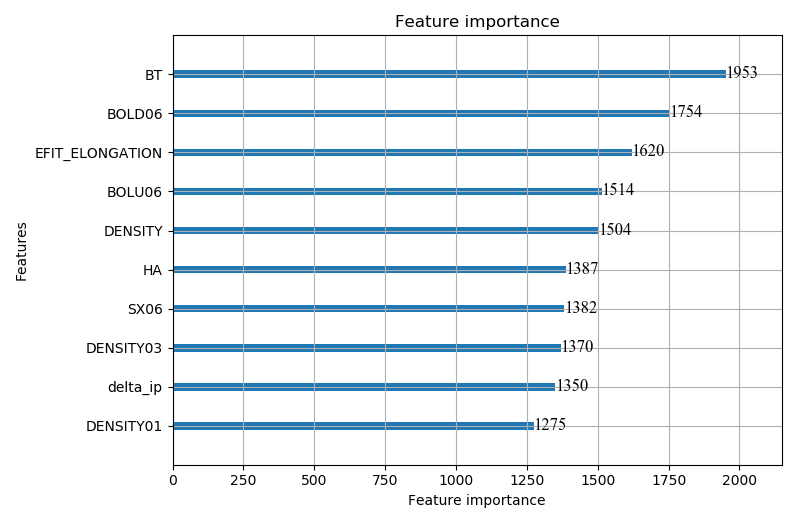 Feature importance
BT 1953
BOLD06 1754
EFIT_ELONGATION 1620
BOLU06 1514
DENSITY 1504
HA 1387
SX06 1382
DENSITY03 1370
delta_ip 1350
DENSITY01 1275
Features
0 250 500 750 1000 1250 1500 1750 2000
Feature importance